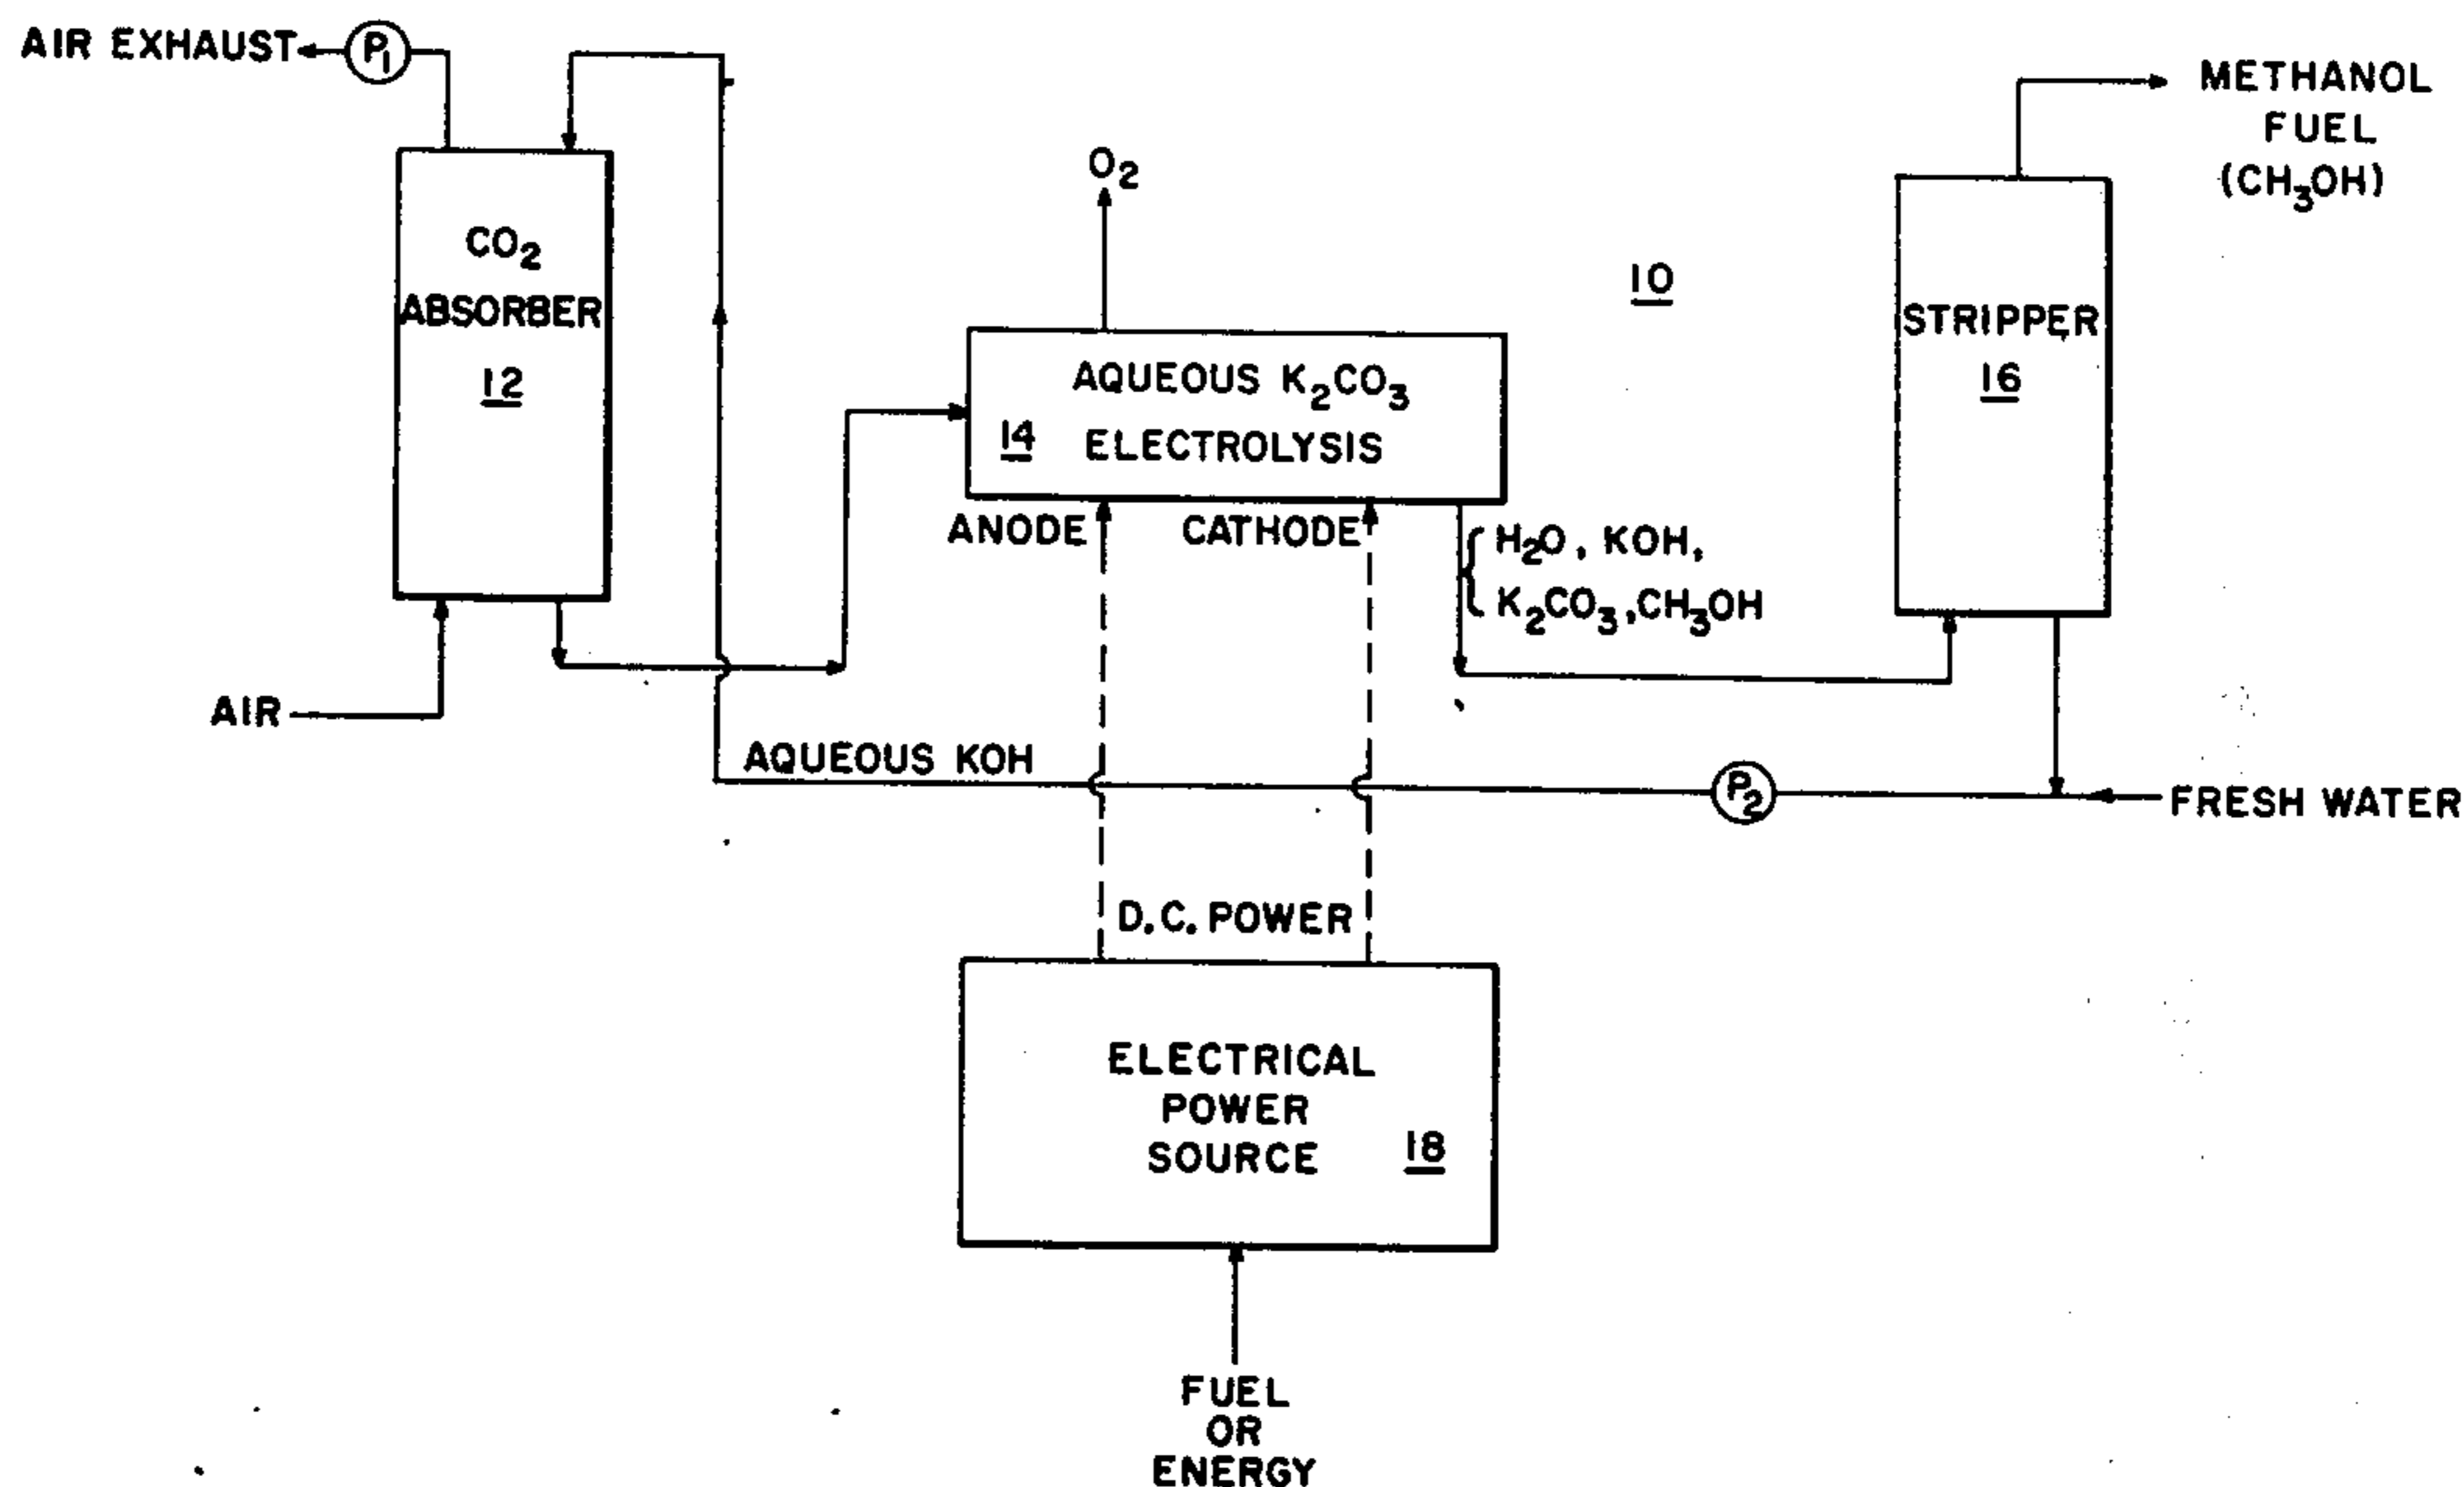 AIR EXHAUST
P1
METHANOL
FUEL
(CH3OH)
O2
CO2
ABSORBER
12
10
STRIPPER
16
AQUEOUS K2CO3
14 ELECTROLYSIS
ANODE
CATHODE
H2O, KOH,
K2CO3, CH3OH
AIR
AQUEOUS KOH
P2
FRESH WATER
D.C. POWER
ELECTRICAL
POWER
SOURCE 18
FUEL
OR
ENERGY